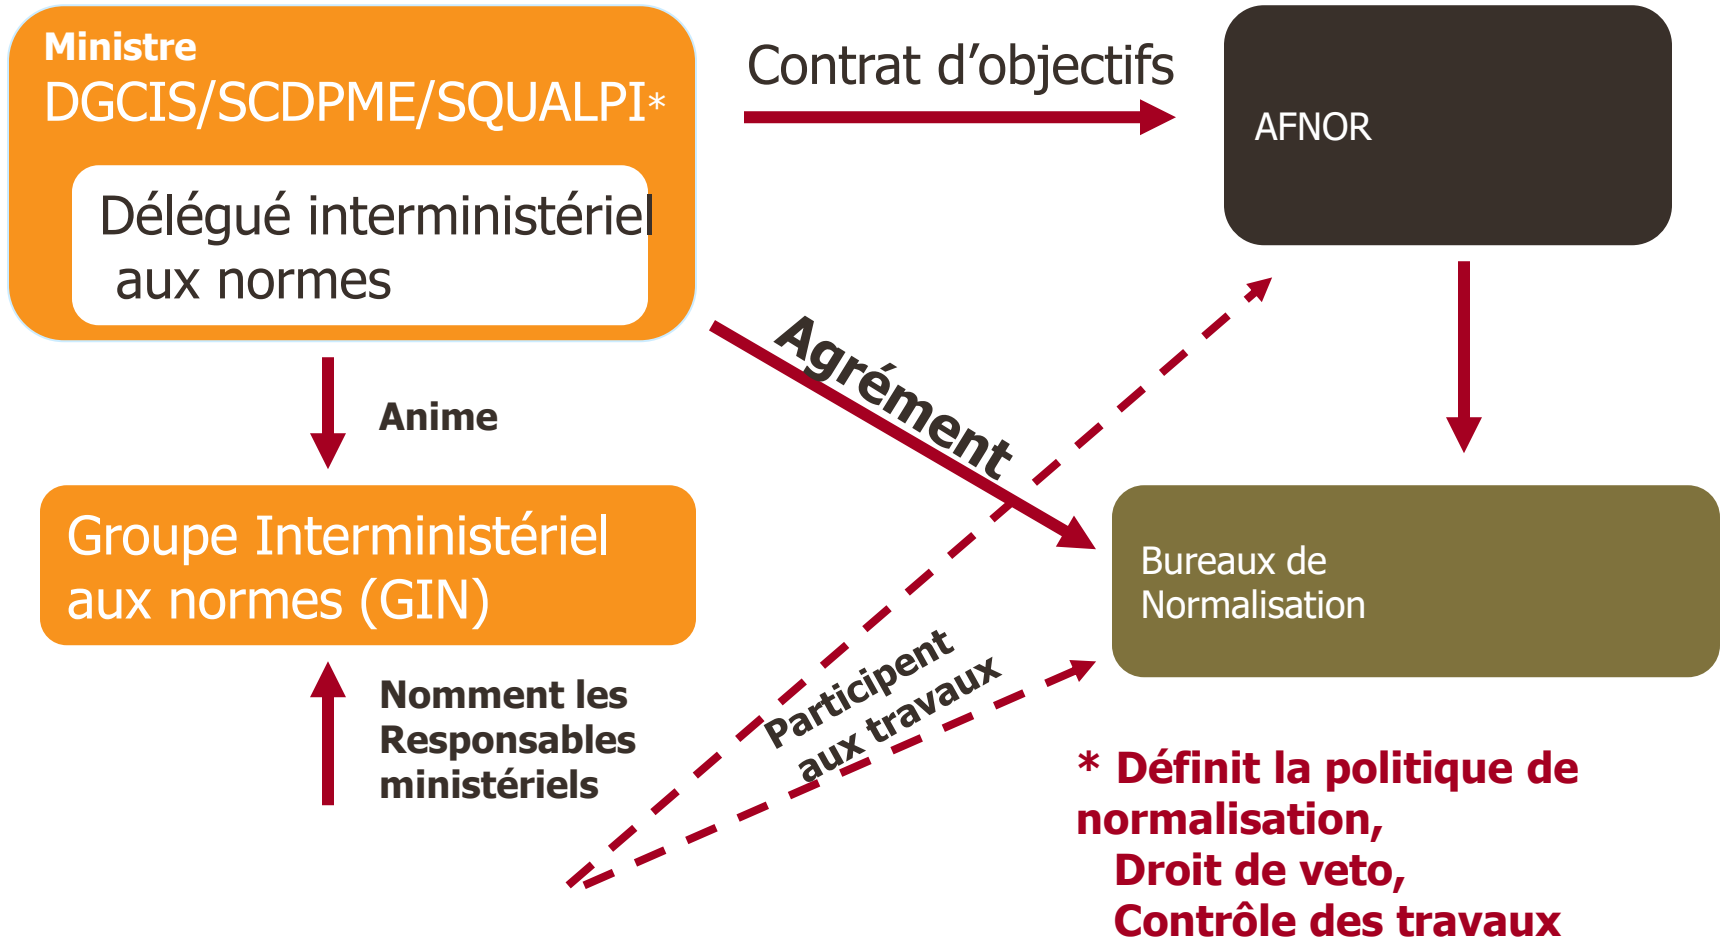 Ministre
DGCIS/SCDPME/SQUALPI*
Délégué interministériel
aux normes
Contrat d’objectifs
AFNOR
Agrément
Anime
Groupe Interministériel
aux normes (GIN)
Bureaux de
Normalisation
Nomment les
Responsables
ministériels
Participent
aux travaux
* Définit la politique de
normalisation,
Droit de veto,
Contrôle des travaux